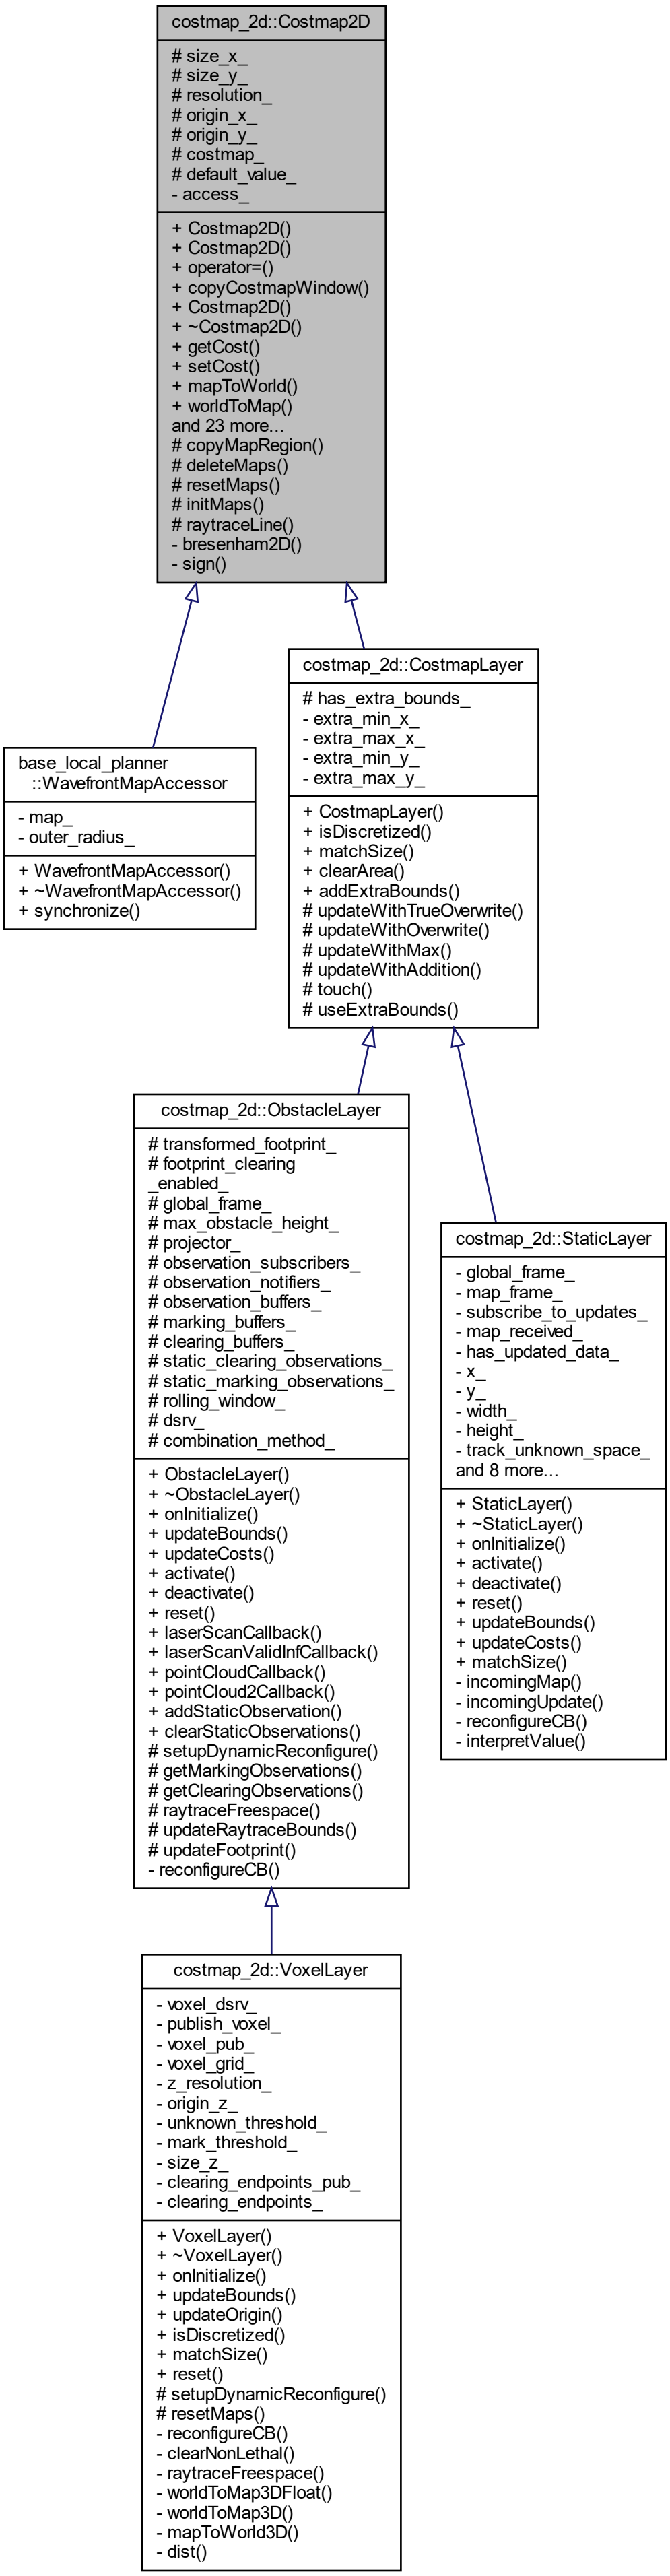 costmap_2d::Costmap2D
# size_x_
# size_y_
# resolution_
# origin_x_
# origin_y_
# costmap_
# default_value_
- access_
+ Costmap2D()
+ Costmap2D()
+ operator=()
+ copyCostmapWindow()
+ Costmap2D()
+ ~Costmap2D()
+ getCost()
+ setCost()
+ mapToWorld()
+ worldToMap()
and 23 more...
# copyMapRegion()
# deleteMaps()
# resetMaps()
# initMaps()
# raytraceLine()
- bresenham2D()
- sign()
costmap_2d::CostmapLayer
# has_extra_bounds_
- extra_min_x_
- extra_max_x_
- extra_min_y_
- extra_max_y_
+ CostmapLayer()
+ isDiscretized()
+ matchSize()
+ clearArea()
+ addExtraBounds()
# updateWithTrueOverwrite()
# updateWithOverwrite()
# updateWithMax()
# updateWithAddition()
# touch()
# useExtraBounds()
base_local_planner
::WavefrontMapAccessor
- map_
- outer_radius_
+ WavefrontMapAccessor()
+ ~WavefrontMapAccessor()
+ synchronize()
costmap_2d::ObstacleLayer
# transformed_footprint_
# footprint_clearing
_enabled_
# global_frame_
# max_obstacle_height_
# projector_
# observation_subscribers_
# observation_notifiers_
# observation_buffers_
# marking_buffers_
# clearing_buffers_
# static_clearing_observations_
# static_marking_observations_
# rolling_window_
# dsrv_
# combination_method_
+ ObstacleLayer()
+ ~ObstacleLayer()
+ onInitialize()
+ updateBounds()
+ updateCosts()
+ activate()
+ deactivate()
+ reset()
+ laserScanCallback()
+ laserScanValidInfCallback()
+ pointCloudCallback()
+ pointCloud2Callback()
+ addStaticObservation()
+ clearStaticObservations()
# setupDynamicReconfigure()
# getMarkingObservations()
# getClearingObservations()
# raytraceFreespace()
# updateRaytraceBounds()
# updateFootprint()
- reconfigureCB()
costmap_2d::StaticLayer
- global_frame_
- map_frame_
- subscribe_to_updates_
- map_received_
- has_updated_data_
- x_
- y_
- width_
- height_
- track_unknown_space_
and 8 more...
+ StaticLayer()
+ ~StaticLayer()
+ onInitialize()
+ activate()
+ deactivate()
+ reset()
+ updateBounds()
+ updateCosts()
+ matchSize()
- incomingMap()
- incomingUpdate()
- reconfigureCB()
- interpretValue()
costmap_2d::VoxelLayer
- voxel_dsrv_
- publish_voxel_
- voxel_pub_
- voxel_grid_
- z_resolution_
- origin_z_
- unknown_threshold_
- mark_threshold_
- size_z_
- clearing_endpoints_pub_
- clearing_endpoints_
+ VoxelLayer()
+ ~VoxelLayer()
+ onInitialize()
+ updateBounds()
+ updateOrigin()
+ isDiscretized()
+ matchSize()
+ reset()
# setupDynamicReconfigure()
# resetMaps()
- reconfigureCB()
- clearNonLethal()
- raytraceFreespace()
- worldToMap3DFloat()
- worldToMap3D()
- mapToWorld3D()
- dist()